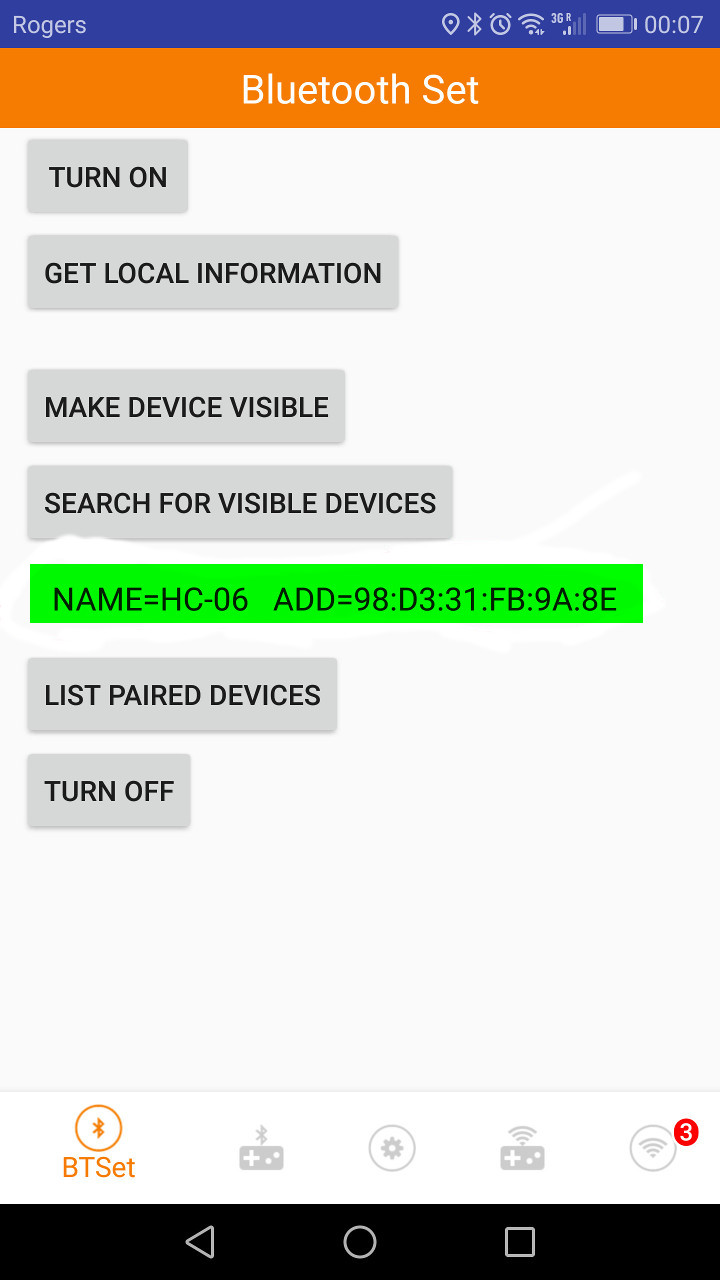 Rogers 3G R 00:07
Bluetooth Set
TURN ON
GET LOCAL INFORMATION
MAKE DEVICE VISIBLE
SEARCH FOR VISIBLE DEVICES
NAME=HC-06 ADD=98:D3:31:FB:9A:8E
LIST PAIRED DEVICES
TURN OFF
3
BTSet